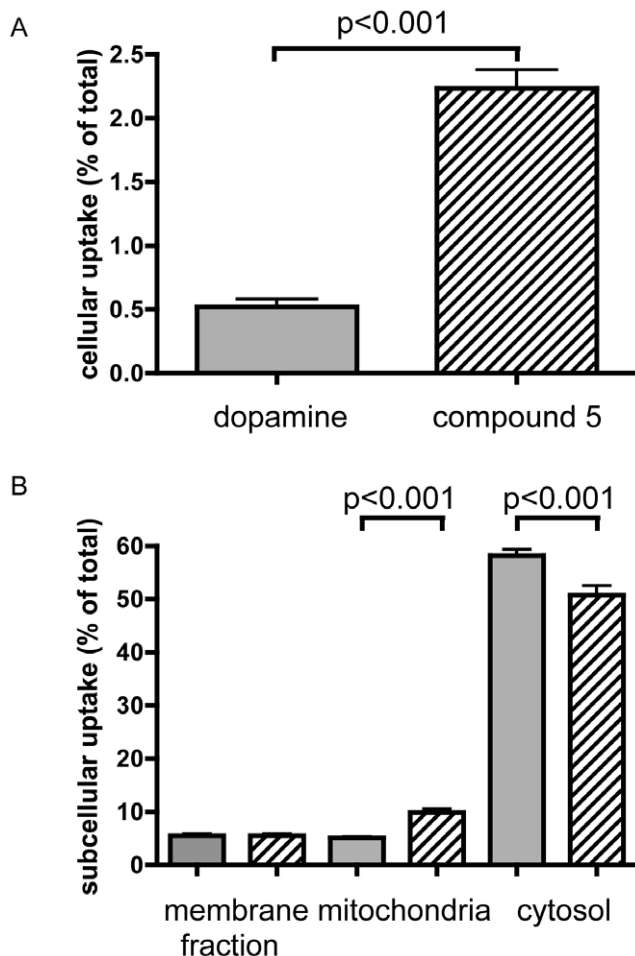 A
p<0.001
cellular uptake (% of total)
2.5
2.0
1.5
1.0
0.5
0.0
dopamine compound 5
B
p<0.001 p<0.001
subcellular uptake (% of total)
60
50
40
30
20
10
0
membrane mitochondria cytosol
fraction